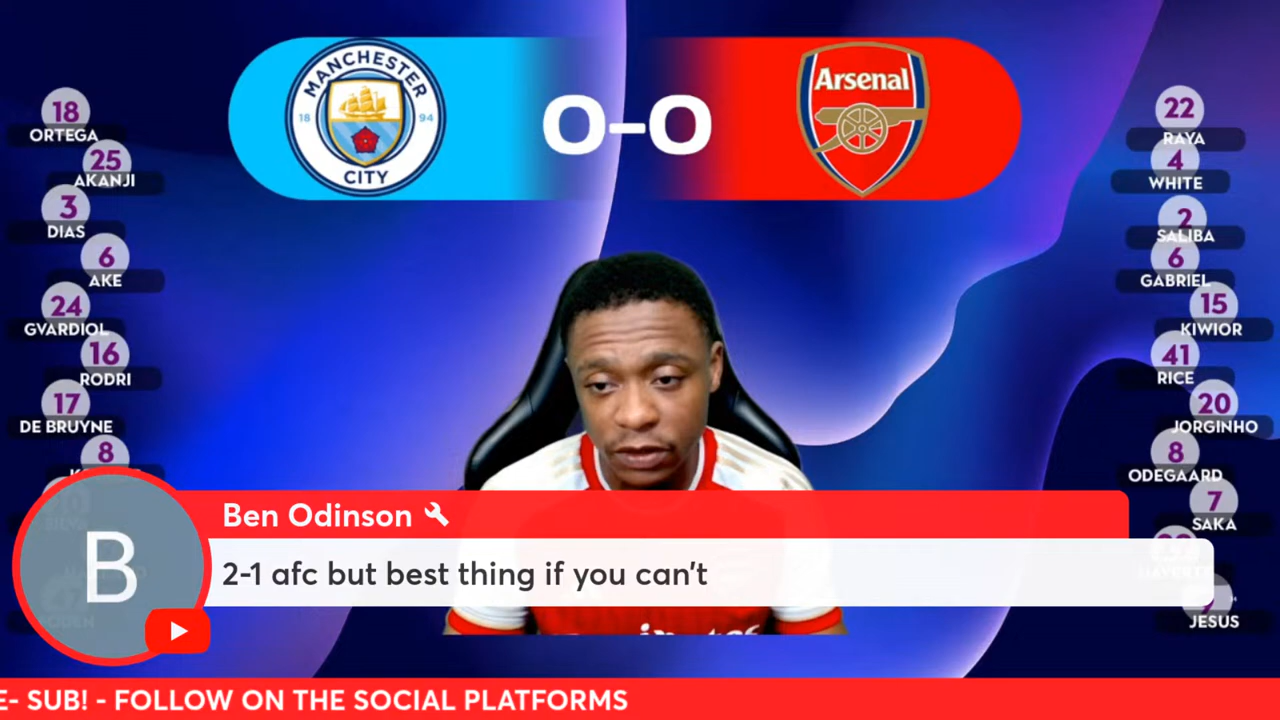 MANCHESTER
18 94
CITY
0-0
Arsenal
18
ORTEGA
25
AKANJI
3
DIAS
6
AKE
24
GVARDIOL
16
RODRI
17
DE BRUYNE
8
22
RAYA
4
WHITE
2
SALIBA
6
GABRIEL
15
KIWIOR
41
RICE
20
JORGINHO
8
ODEGAARD
7
SAKA
HAVERTZ
JESUS
B
Ben Odinson
2-1 afc but best thing if you can't
E- SUB! - FOLLOW ON THE SOCIAL PLATFORMS